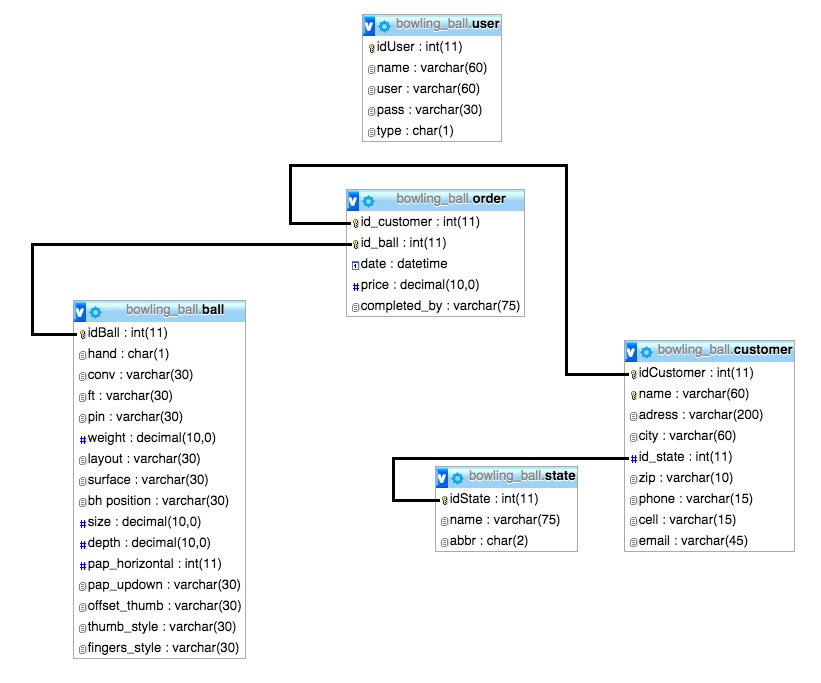 bowling_ball.user
idUser : int(11)
name : varchar(60)
user : varchar(60)
pass : varchar(30)
type : char(1)
bowling_ball.order
id_customer : int(11)
id_ball : int(11)
date : datetime
price : decimal(10,0)
completed_by : varchar(75)
bowling_ball.ball
idBall : int(11)
hand : char(1)
conv : varchar(30)
ft : varchar(30)
pin : varchar(30)
weight : decimal(10,0)
layout : varchar(30)
surface : varchar(30)
bh position : varchar(30)
size : decimal(10,0)
depth : decimal(10,0)
pap_horizontal : int(11)
pap_updown : varchar(30)
offset_thumb : varchar(30)
thumb_style : varchar(30)
fingers_style : varchar(30)
bowling_ball.customer
idCustomer : int(11)
name : varchar(60)
adress : varchar(200)
city : varchar(60)
id_state : int(11)
zip : varchar(10)
phone : varchar(15)
cell : varchar(15)
email : varchar(45)
bowling_ball.state
idState : int(11)
name : varchar(75)
abbr : char(2)